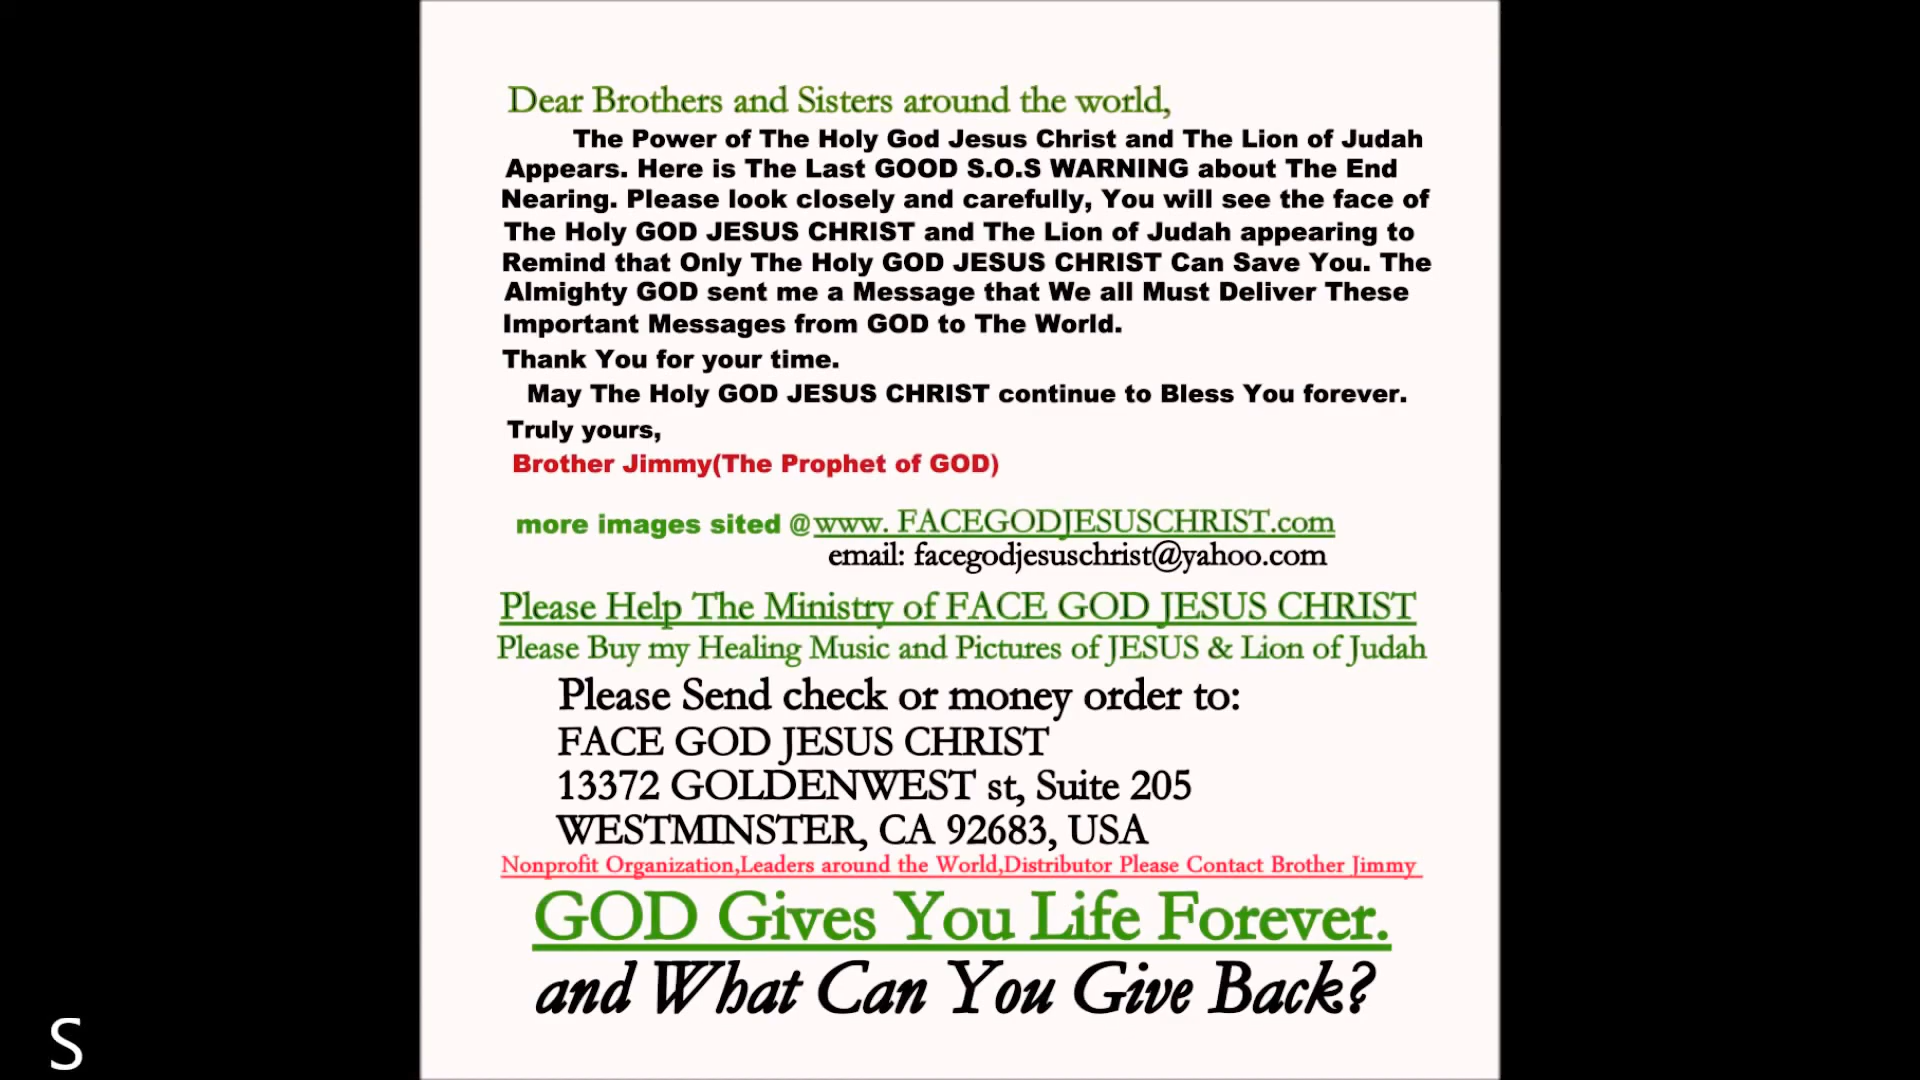 Dear Brothers and Sisters around the world,
The Power of The Holy God Jesus Christ and The Lion of Judah
Appears. Here is The Last GOOD S.O.S WARNING about The End
Nearing. Please look closely and carefully, You will see the face of
The Holy GOD JESUS CHRIST and The Lion of Judah appearing to
Remind that Only The Holy GOD JESUS CHRIST Can Save You. The
Almighty GOD sent me a Message that We all Must Deliver These
Important Messages from GOD to The World.
Thank You for your time.
May The Holy GOD JESUS CHRIST continue to Bless You forever.
Truly yours,
Brother Jimmy(The Prophet of GOD)
more images sited @www. FACEGODJESUSCHRIST.com
email: facegodjesuschrist@yahoo.com
Please Help The Ministry of FACE GOD JESUS CHRIST
Please Buy my Healing Music and Pictures of JESUS & Lion of Judah
Please Send check or money order to:
FACE GOD JESUS CHRIST
13372 GOLDENWEST st, Suite 205
WESTMINSTER, CA 92683, USA
Nonprofit Organization,Leaders around the World,Distributor Please Contact Brother Jimmy
GOD Gives You Life Forever.
and What Can You Give Back?
S